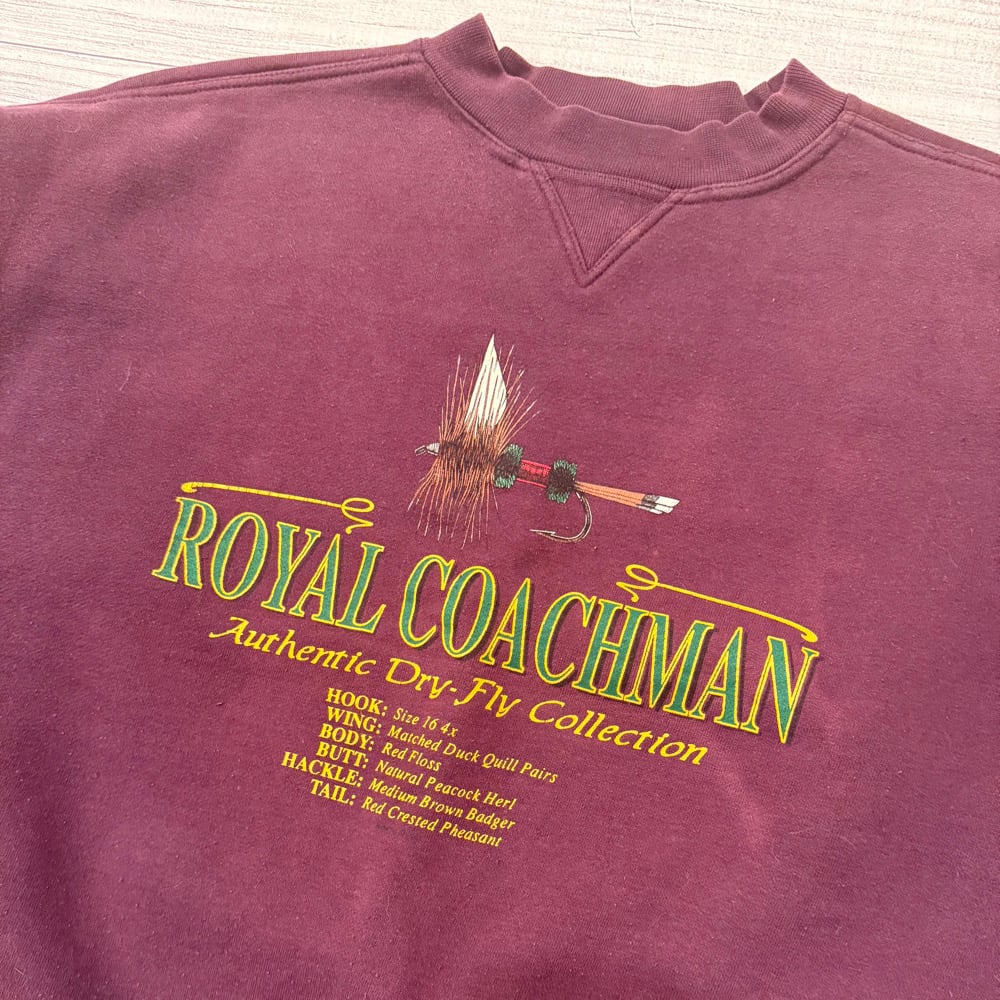 ROYAL COACHMAN
Authentic Dry-Fly Collection
HOOK: Size 16 4x
WING: Matched Duck Quill Pairs
BODY: Red Floss
BUTT: Natural Peacock Herl
HACKLE: Medium Brown Badger
TAIL: Red Crested Pheasant